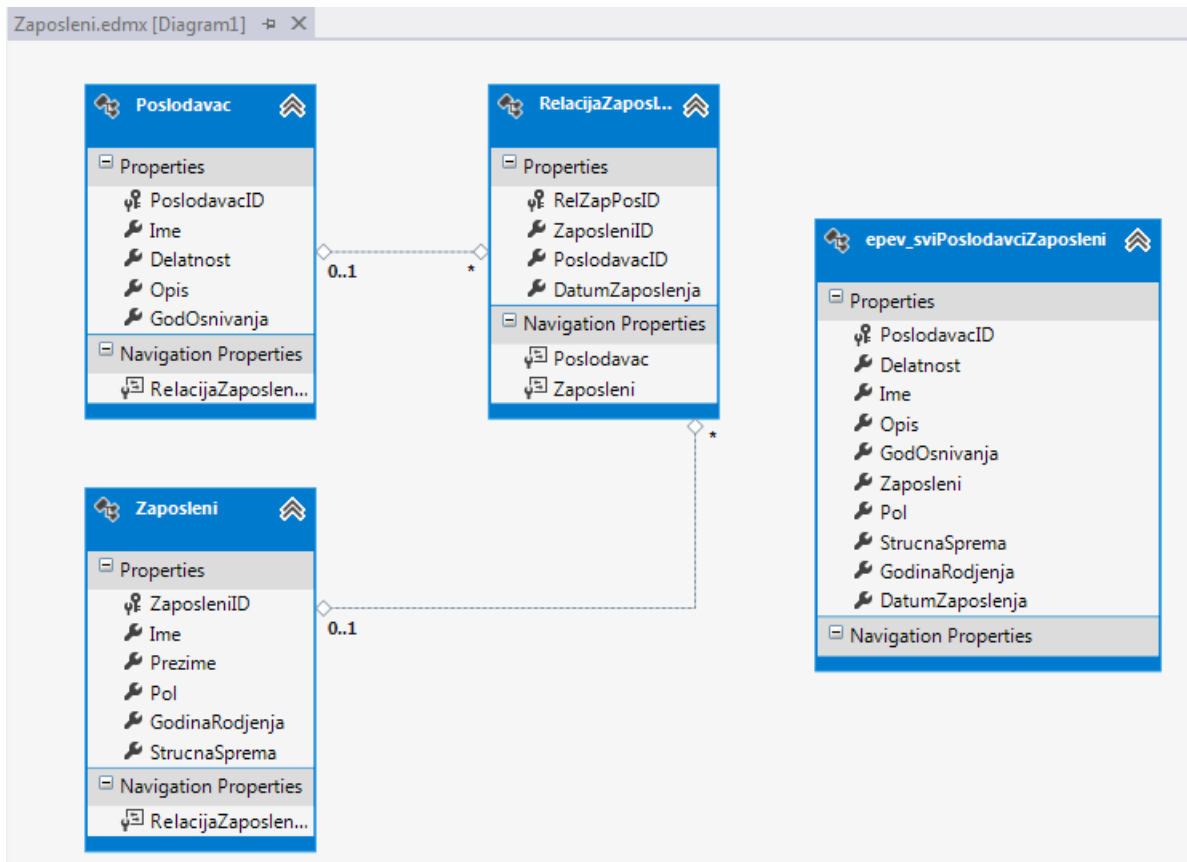 Zaposleni.edmx [Diagram1]
Poslodavac
Properties
PoslodavacID
Ime
Delatnost
Opis
GodOsnivanja
Navigation Properties
RelacijaZaposlen...
0..1
*
RelacijaZaposl...
Properties
RelZapPosID
ZaposleniID
PoslodavacID
DatumZaposlenja
Navigation Properties
Poslodavac
Zaposleni
*
epev_sviPoslodavciZaposleni
Properties
PoslodavacID
Delatnost
Ime
Opis
GodOsnivanja
Zaposleni
Pol
StrucnaSprema
GodinaRodjenja
DatumZaposlenja
Navigation Properties
Zaposleni
Properties
ZaposleniID
Ime
Prezime
Pol
GodinaRodjenja
StrucnaSprema
Navigation Properties
RelacijaZaposlen...
0..1